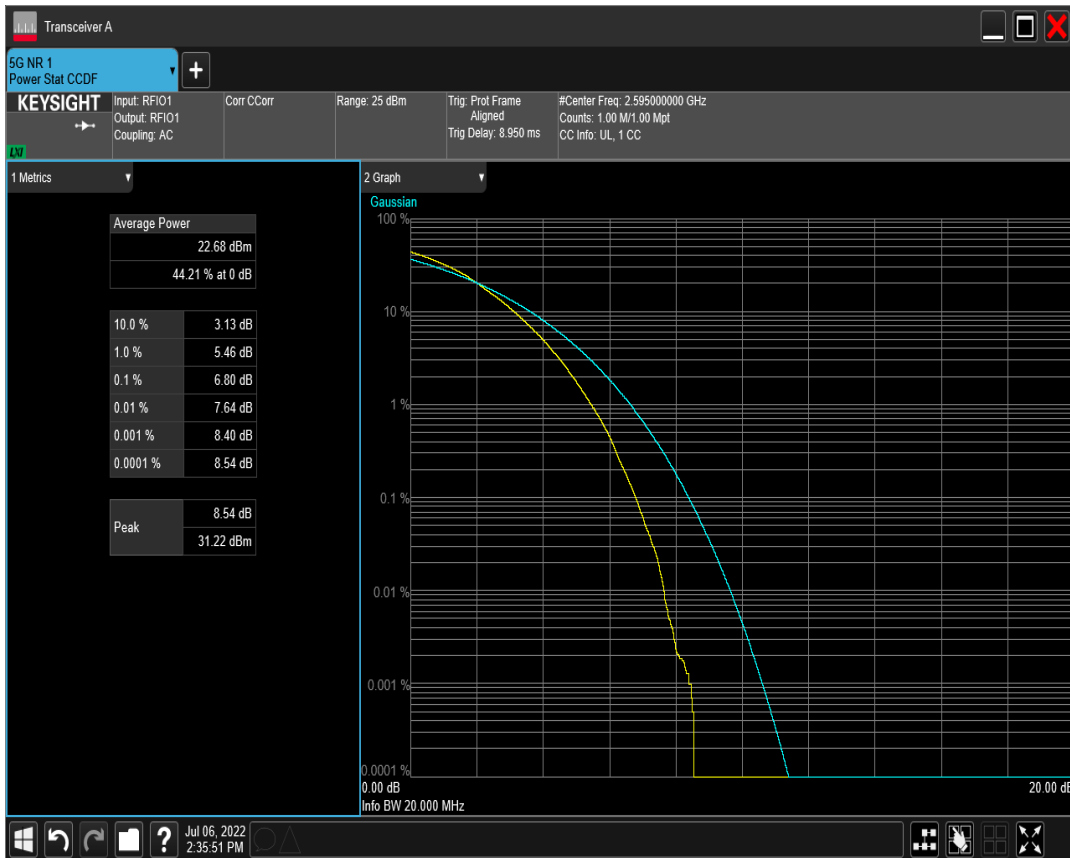 Transceiver A
5G NR 1
Power Stat CCDF
KEYSIGHT
LXI
Input: RFIO1
Output: RFIO1
Coupling: AC
Corr CCorr
Range: 25 dBm
Trig: Prot Frame
Aligned
Trig Delay: 8.950 ms
#Center Freq: 2.595000000 GHz
Counts: 1.00 M/1.00 Mpt
CC Info: UL, 1 CC
1 Metrics
Average Power
22.68 dBm
44.21 % at 0 dB
10.0 % 3.13 dB
1.0 % 5.46 dB
0.1 % 6.80 dB
0.01 % 7.64 dB
0.001 % 8.40 dB
0.0001 % 8.54 dB
Peak
8.54 dB
31.22 dBm
2 Graph
Gaussian
100 %
10 %
1 %
0.1 %
0.01 %
0.001 %
0.0001 %
0.00 dB 20.00 dB
Info BW 20.000 MHz
Jul 06, 2022
2:35:51 PM